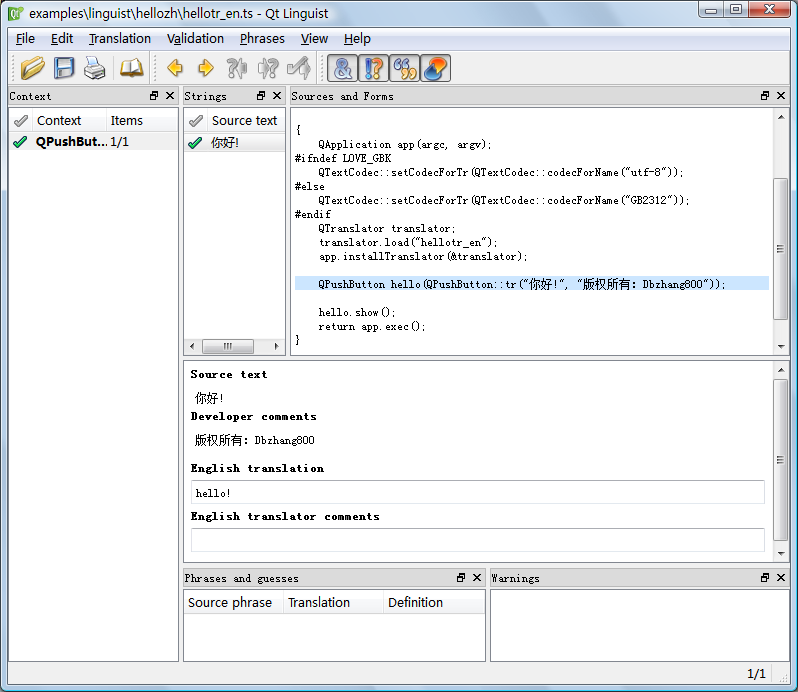 examples\linguist\hellozh\hellotr_en.ts - Qt Linguist
File Edit Translation Validation Phrases View Help
Context
Context Items
QPushBut... 1/1
Strings
Source text
你好!
Sources and Forms
{
QApplication app(argc, argv);
#ifndef LOVE_GBK
QTextCodec::setCodecForTr(QTextCodec::codecForName("utf-8"));
#else
QTextCodec::setCodecForTr(QTextCodec::codecForName("GB2312"));
#endif
QTranslator translator;
translator.load("hellotr_en");
app.installTranslator(&translator);
QPushButton hello(QPushButton::tr("你好!", "版权所有：Dbzhang800"));
hello.show();
return app.exec();
}
Source text
你好!
Developer comments
版权所有：Dbzhang800
English translation
hello!
English translator comments
Phrases and guesses
Source phrase Translation Definition
Warnings
1/1